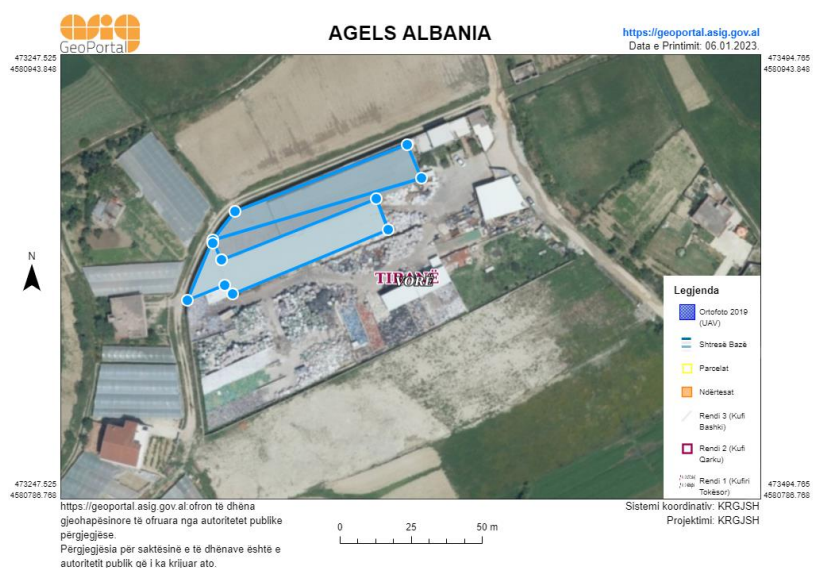 asig
GeoPortal
AGELS ALBANIA
https://geoportal.asig.gov.al
Data e Printimit: 06.01.2023.
473247.525
4580943.848
473494.765
4580943.848
N
TIRANË
VORË
Legjenda
Ortofoto 2019
(UAV)
Shtresë Bazë
Parcelat
Ndërtesat
Rendi 3 (Kufi
Bashki)
Rendi 2 (Kufi
Qarku)
Rendi 1 (Kufiri
Tokësor)
473247.525
4580786.768
473494.765
4580786.768
https://geoportal.asig.gov.al:ofron të dhëna
gjeohapësinore të ofruara nga autoritetet publike
përgjegjëse.
Përgjegjësia për saktësinë e të dhënave është e
autoritetit publik që i ka krijuar ato.
0 25 50 m
Sistemi koordinativ: KRGJSH
Projektimi: KRGJSH